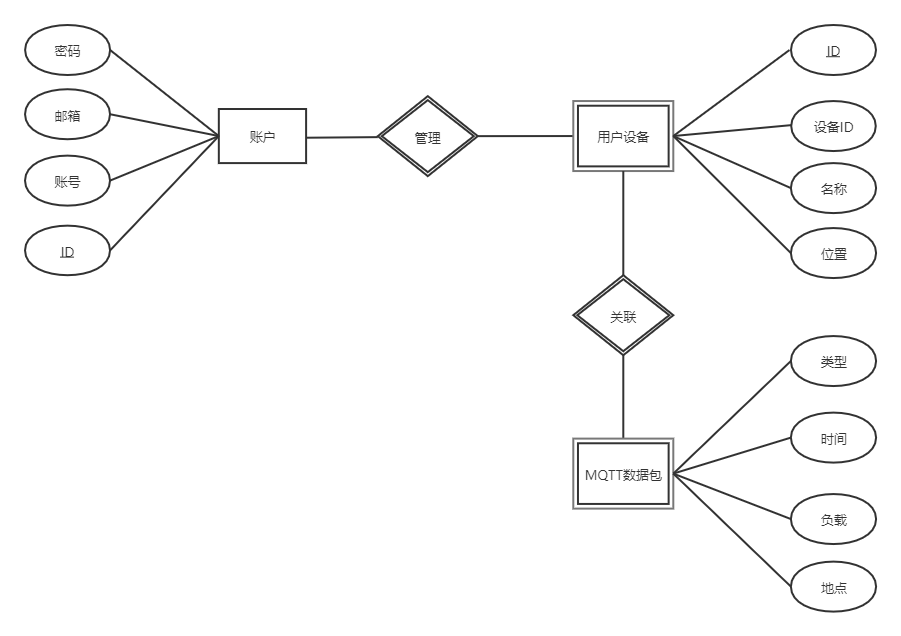 密码
邮箱
账号
ID
账户
管理
用户设备
ID
设备ID
名称
位置
关联
MQTT数据包
类型
时间
负载
地点